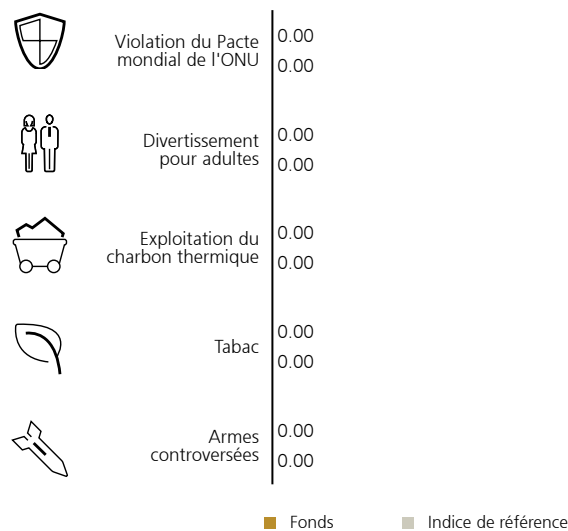 Violation du Pacte
mondial de l'ONU
0.00
0.00
Divertissement
pour adultes
0.00
0.00
Exploitation du
charbon thermique
0.00
0.00
Tabac
0.00
0.00
Armes
controversées
0.00
0.00
Fonds
Indice de référence